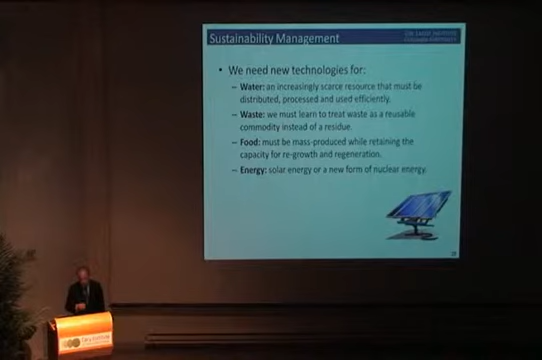 Sustainability Management
• We need new technologies for:
– Water: an increasingly scarce resource that must be
distributed, processed and used efficiently.
– Waste: we must learn to treat waste as a reusable
commodity instead of a residue.
– Food: must be mass-produced while retaining the
capacity for re-growth and regeneration.
– Energy: solar energy or a new form of nuclear energy.